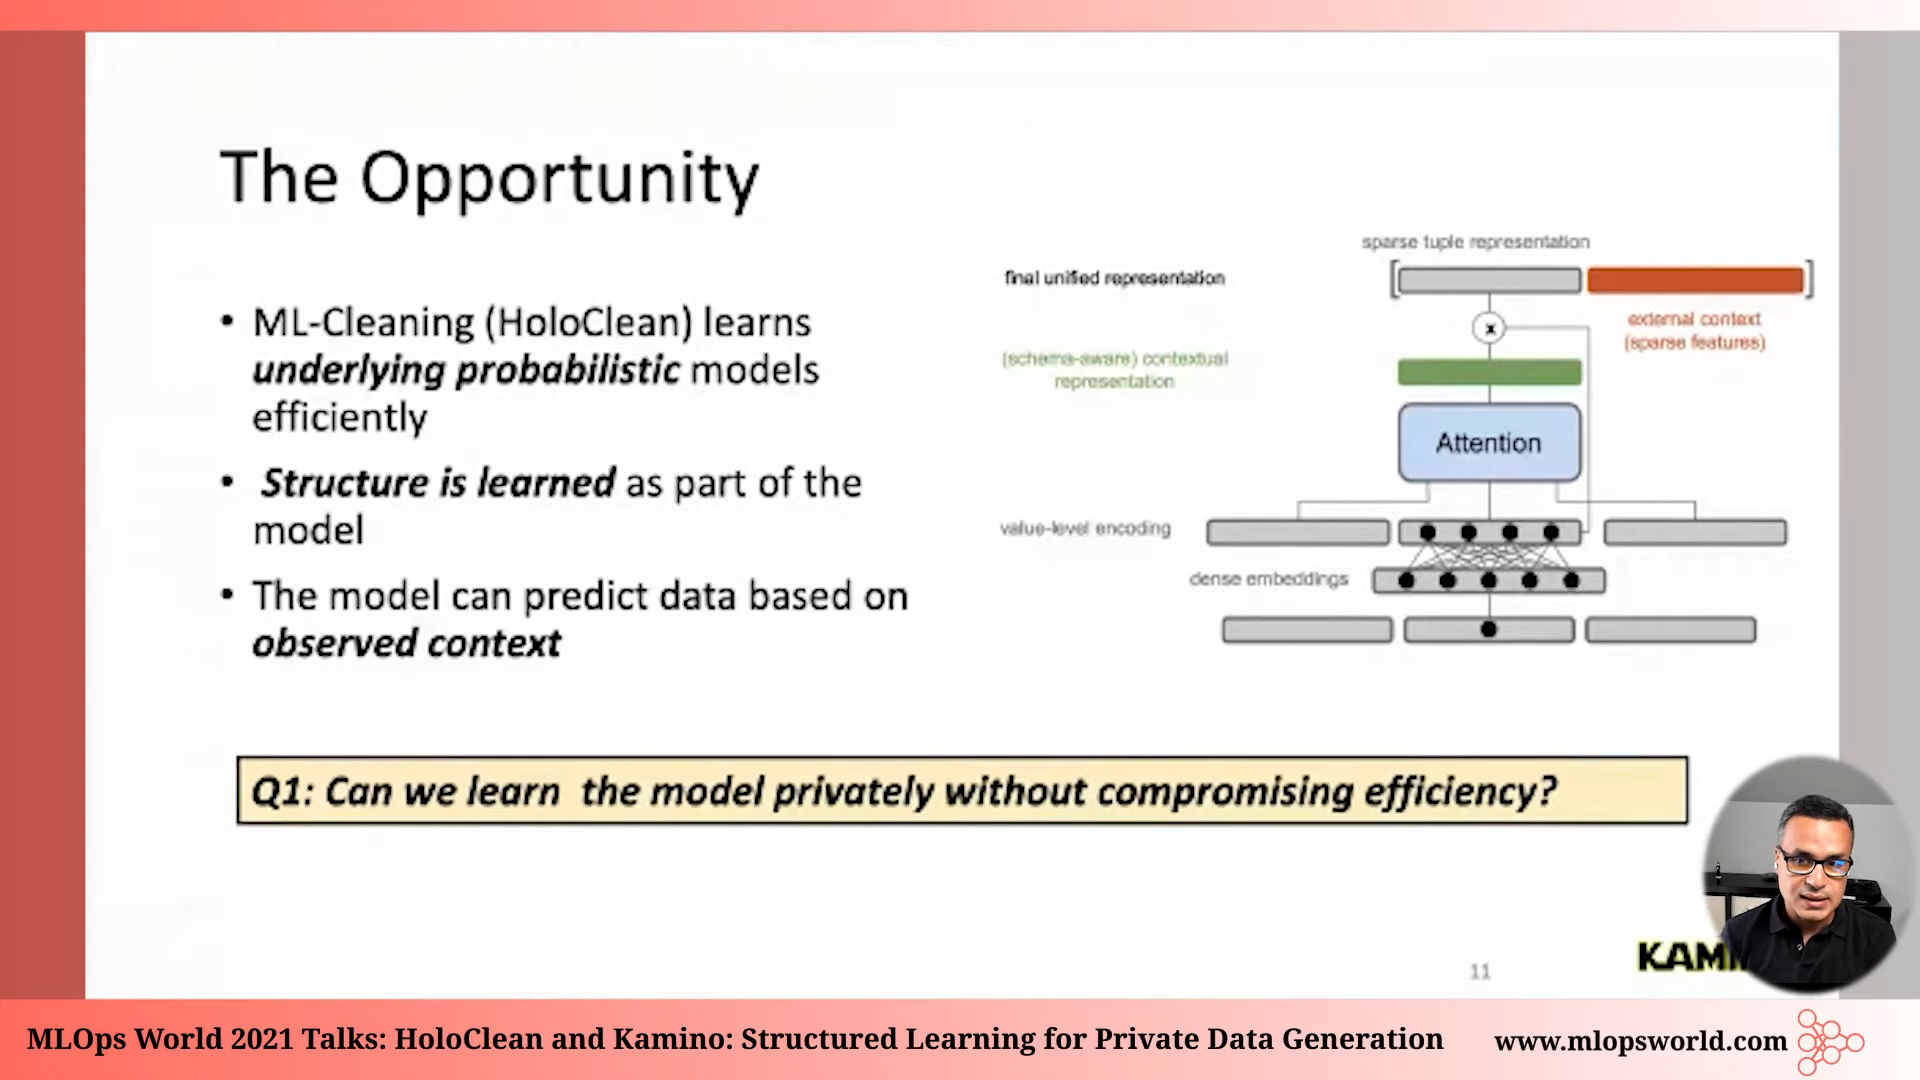 The Opportunity
• ML-Cleaning (HoloClean) learns
underlying probabilistic models
efficiently
• Structure is learned as part of the
model
• The model can predict data based on
observed context
sparse tuple representation
final unified representation
[ ]
x
external context
(sparse features)
(schema-aware) contextual
representation
Attention
value-level encoding
dense embeddings
Q1: Can we learn the model privately without compromising efficiency?
11
MLOps World 2021 Talks: HoloClean and Kamino: Structured Learning for Private Data Generation
www.mlopsworld.com